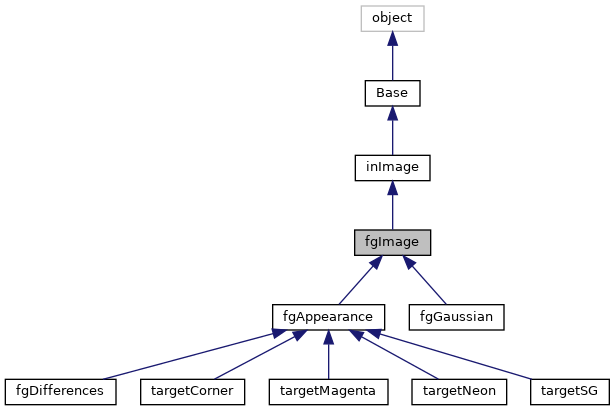 object
Base
inImage
fgImage
fgAppearance
fgGaussian
fgDifferences
targetCorner
targetMagenta
targetNeon
targetSG